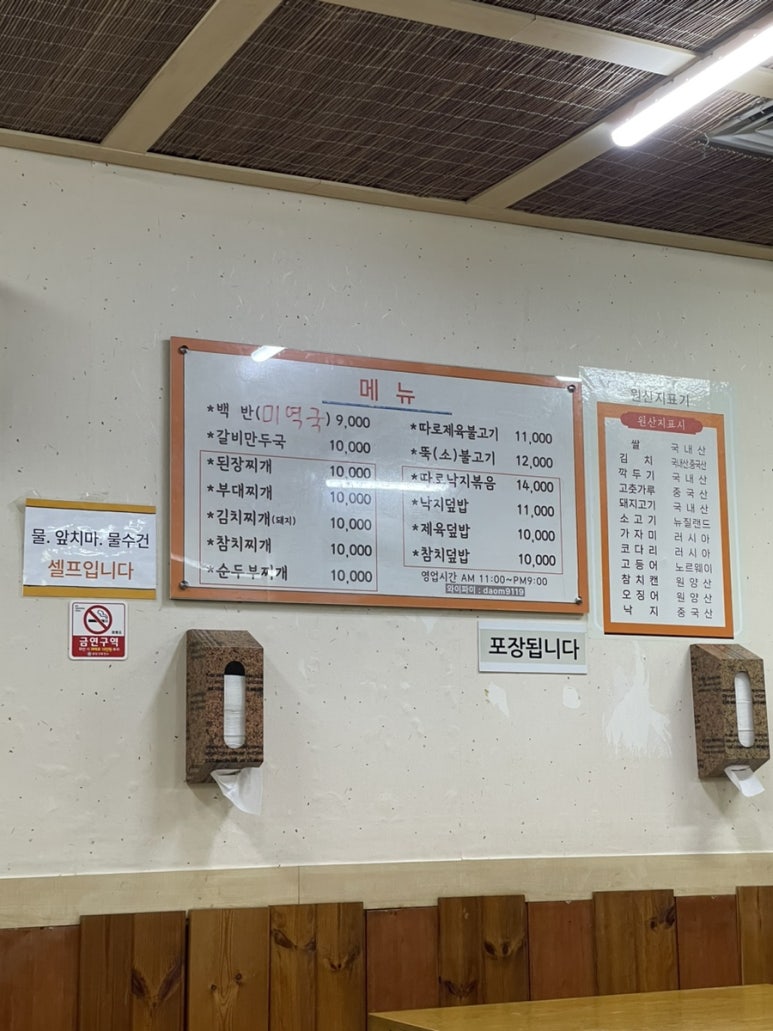 메 뉴
*백 반(미역국) 9,000
*갈비만두국 10,000
*된장찌개 10,000
*부대찌개 10,000
*김치찌개(돼지) 10,000
*참치찌개 10,000
*순두부찌개 10,000
*따로제육불고기 11,000
*뚝(소)불고기 12,000
*따로낙지볶음 14,000
*낙지덮밥 11,000
*제육덮밥 10,000
*참치덮밥 10,000
영업시간 AM 11:00~PM9:00
와이파이 : daom9119
원산지표기
원산지표시
쌀 국내산
김 치 국내산중국산
깍두기 국내산
고춧가루 중국산
돼지고기 국내산
소고기 뉴질랜드
가자미 러시아
코다리 러시아
고등어 노르웨이
참치캔 원양산
오징어 원양산
낙 지 중국산
물. 앞치마. 물수건
셀프입니다
금연구역
포장됩니다